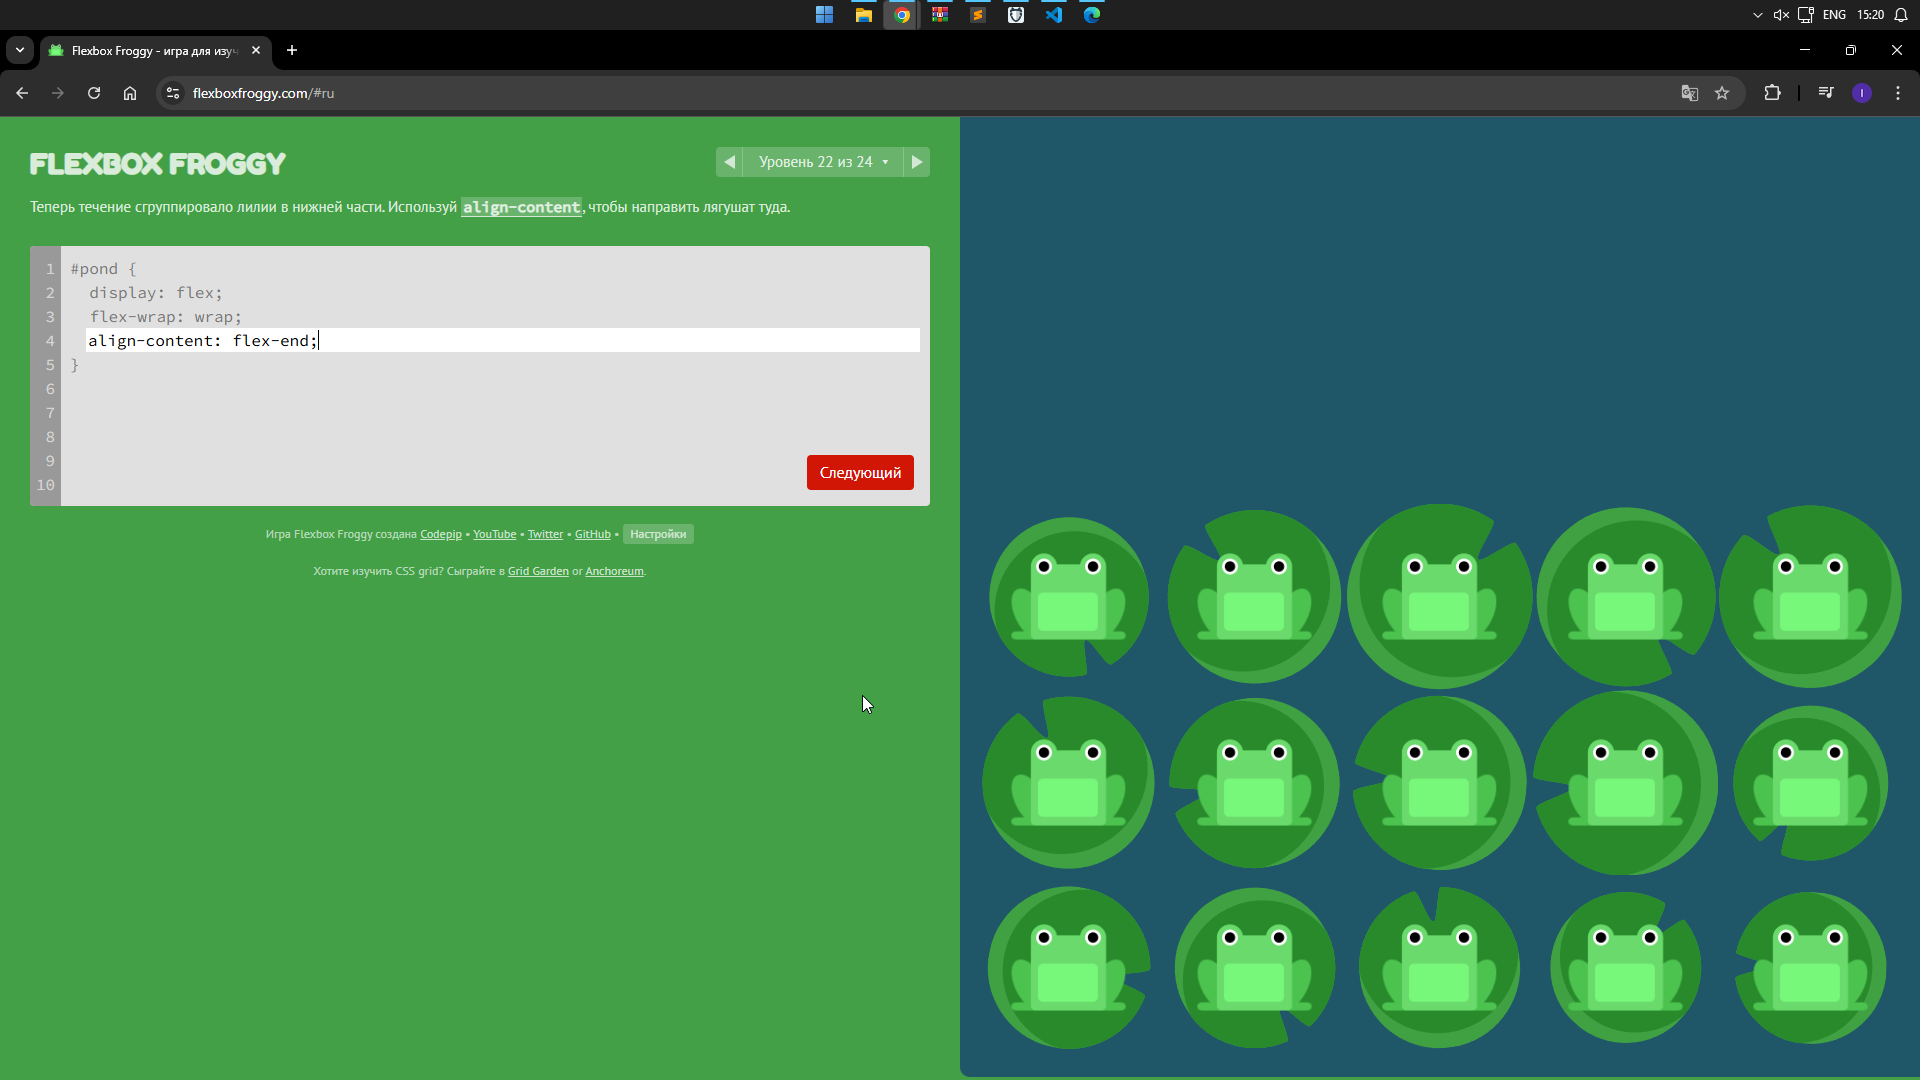 ENG 15:20
Flexbox Froggy - игра для изу
flexboxfroggy.com/#ru
I
FLEXBOX FROGGY
Уровень 22 из 24
Теперь течение сгруппировало лилии в нижней части. Используй align-content, чтобы направить лягушат туда.
1 #pond {
2 display: flex;
3 flex-wrap: wrap;
4 align-content: flex-end;
5 }
6
7
8
9
10
Следующий
Игра Flexbox Froggy создана Codepip • YouTube • Twitter • GitHub • Настройки
Хотите изучить CSS grid? Сыграйте в Grid Garden or Anchoreum.